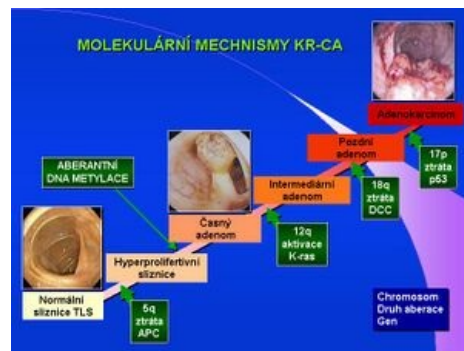 MOLEKULÁRNÍ MECHNISMY KR-CA
Adenokarcinom
Pozdní
adenom
17p
ztráta
p53
ABERANTNÍ
DNA METYLACE
Intermediární
adenom
18q
ztráta
DCC
Časný
adenom
12q
aktivace
K-ras
Hyperprolifertivní
sliznice
Normální
sliznice TLS
5q
ztráta
APC
Chromosom
Druh aberace
Gen